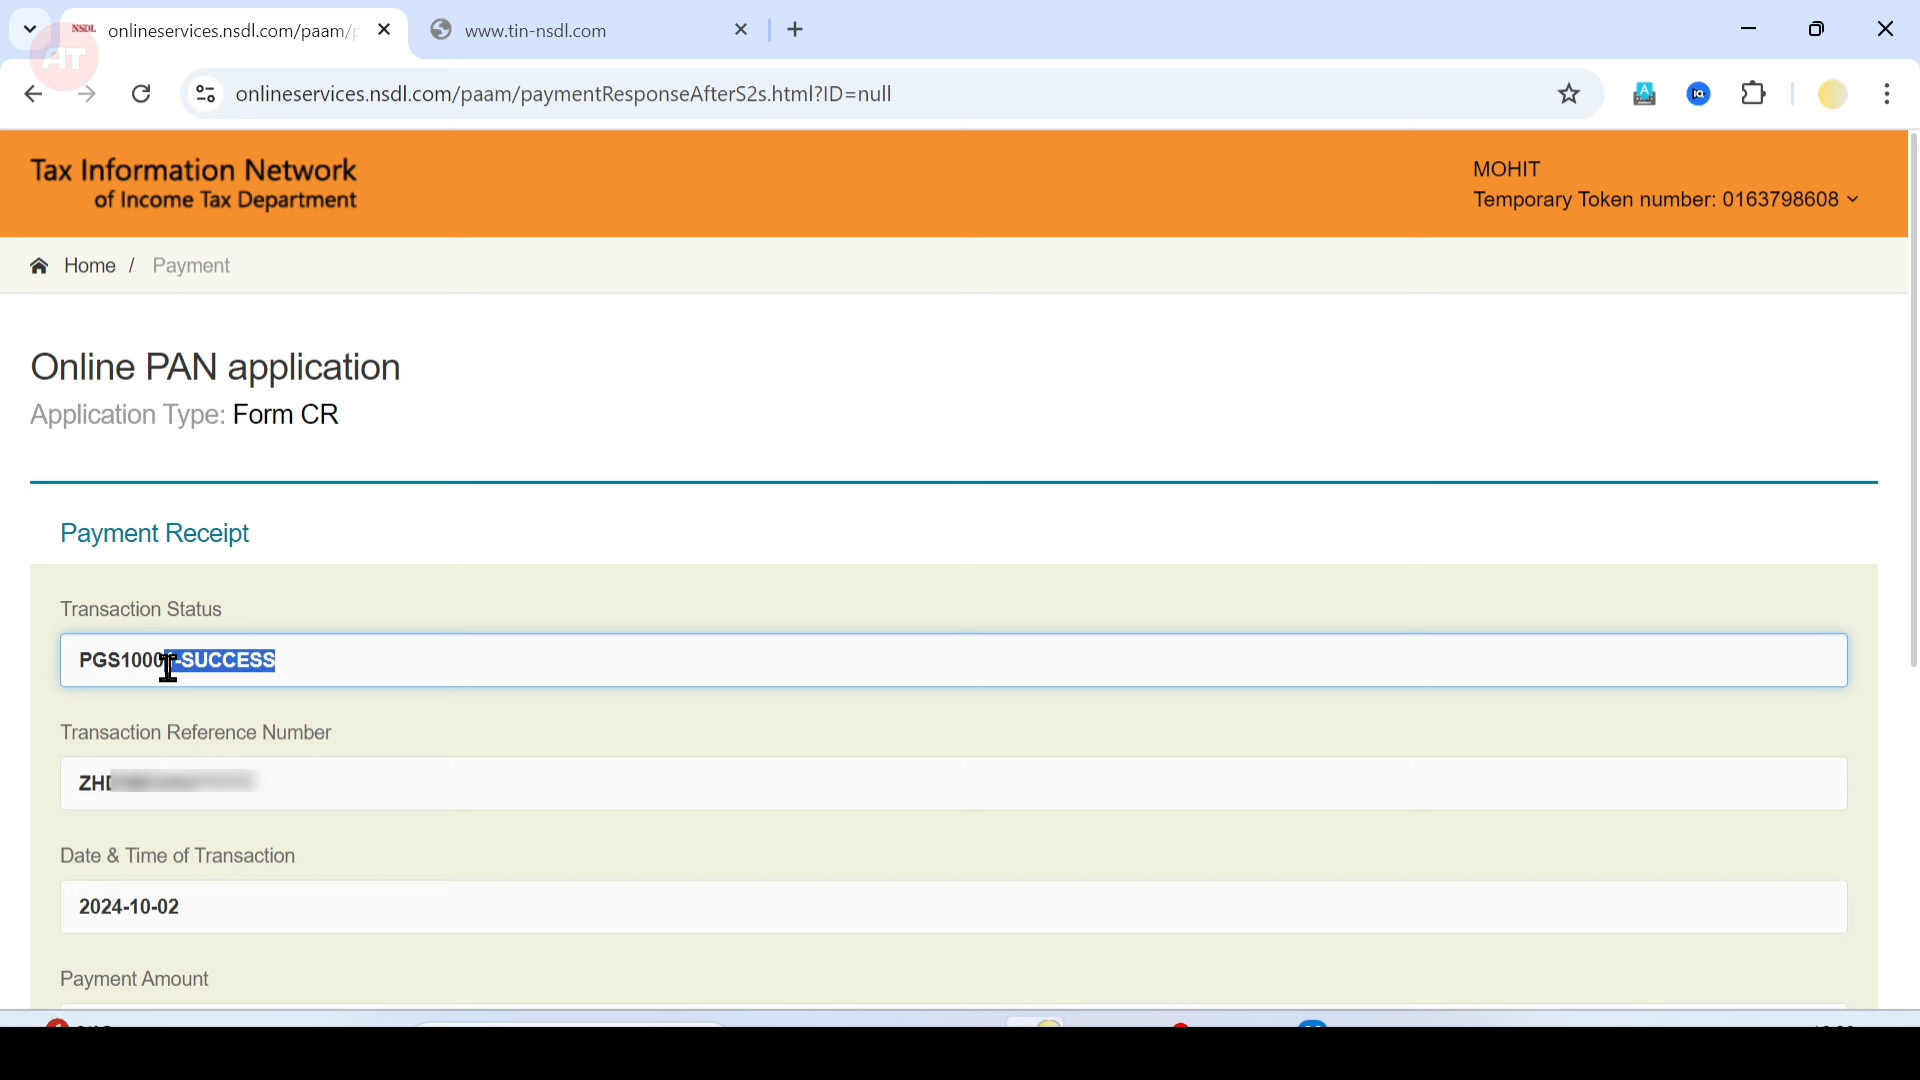 NSDL onlineservices.nsdl.com/paam/ www.tin-nsdl.com
AT
onlineservices.nsdl.com/paam/paymentResponseAfterS2s.html?ID=null
Tax Information Network
of Income Tax Department
MOHIT
Temporary Token number: 0163798608
Home / Payment
Online PAN application
Application Type: Form CR
Payment Receipt
Transaction Status
-SUCCESS
Transaction Reference Number
Date & Time of Transaction
2024-10-02
Payment Amount